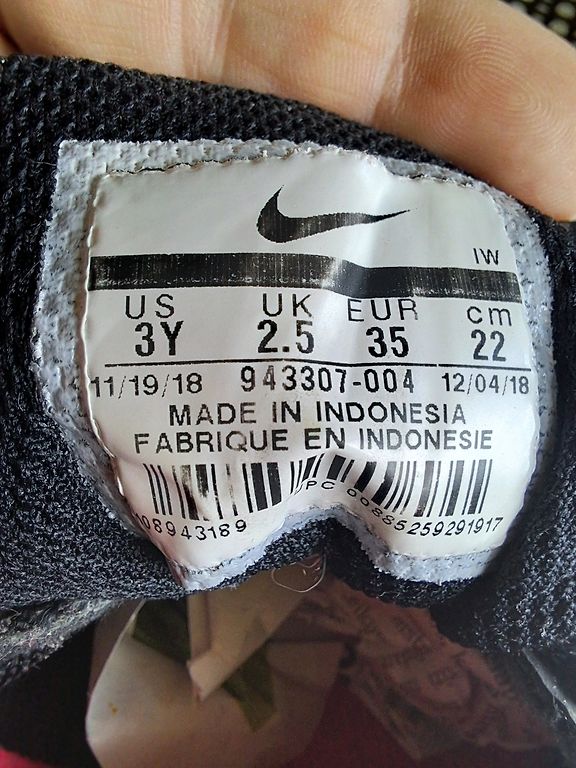 IW
US UK EUR cm
3Y 2.5 35 22
11/19/18 943307-004 12/04/18
MADE IN INDONESIA
FABRIQUE EN INDONESIE
108943189 UPC 00885259291917